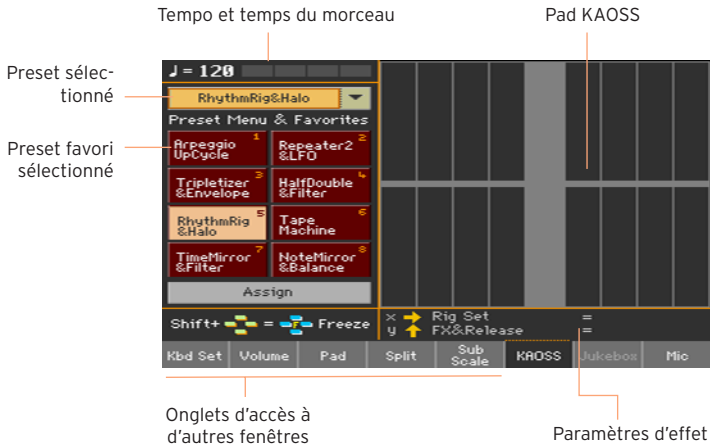 Tempo et temps du morceau
Pad KAOSS
Preset sélec-
tionné
Preset favori
sélectionné
♩= 120
RhythmRig&Halo
Preset Menu & Favorites
Arpeggio
UpCycle
1
Repeater2
&LFO
2
Tripletizer
&Envelope
3
HalfDouble
&Filter
4
RhythmRig
&Halo
5
Tape
Machine
6
TimeMirror
&Filter
7
NoteMirror
&Balance
8
Assign
Shift+ = F Freeze
x Rig Set =
y FX&Release =
Kbd Set
Volume
Pad
Split
Sub
Scale
KAOSS
Jukebox
Mic
Onglets d’accès à
d’autres fenêtres
Paramètres d’effet